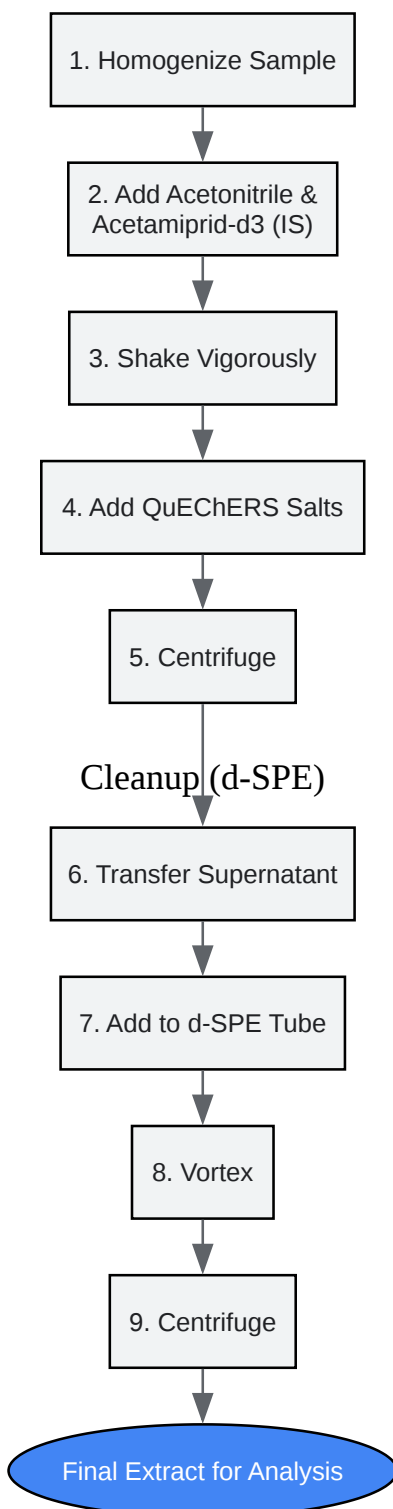 1. Homogenize Sample
2. Add Acetonitrile &
Acetamiprid-d3 (IS)
3. Shake Vigorously
4. Add QuEChERS Salts
5. Centrifuge
Cleanup (d-SPE)
6. Transfer Supernatant
7. Add to d-SPE Tube
8. Vortex
9. Centrifuge
Final Extract for Analysis